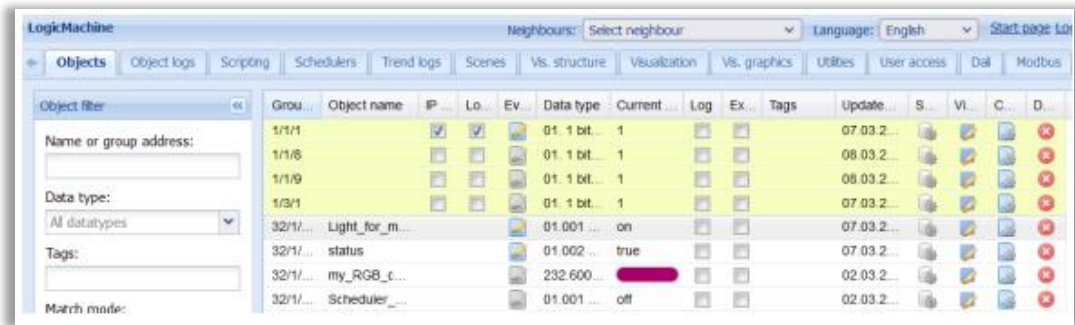 LogicMachine Neighbours: Select neighbour Language: English Start page Lo
Objects Object logs Scripting Schedulers Trend logs Scenes Vis. structure Visualization Vis. graphics Utilities User access Dali Modbus
Object filter Grou... Object name IP ... Lo... Ev... Data type Current ... Log Ex... Tags Update... S... Vi... C... D...
1/1/1 01. 1 bit... 1 07.03.2...
Name or group address:
1/1/8 01. 1 bit... 1 08.03.2...
1/1/9 01. 1 bit... 1 08.03.2...
Data type:
1/3/1 01. 1 bit... 1 07.03.2...
All datatypes
32/1/... Light_for_m... 01.001 ... on 07.03.2...
Tags:
32/1/... status 01.002 ... true 07.03.2...
32/1/... my_RGB_c... 232.600... 02.03.2...
32/1/... Scheduler_... 01.001 ... off 02.03.2...
Match mode: